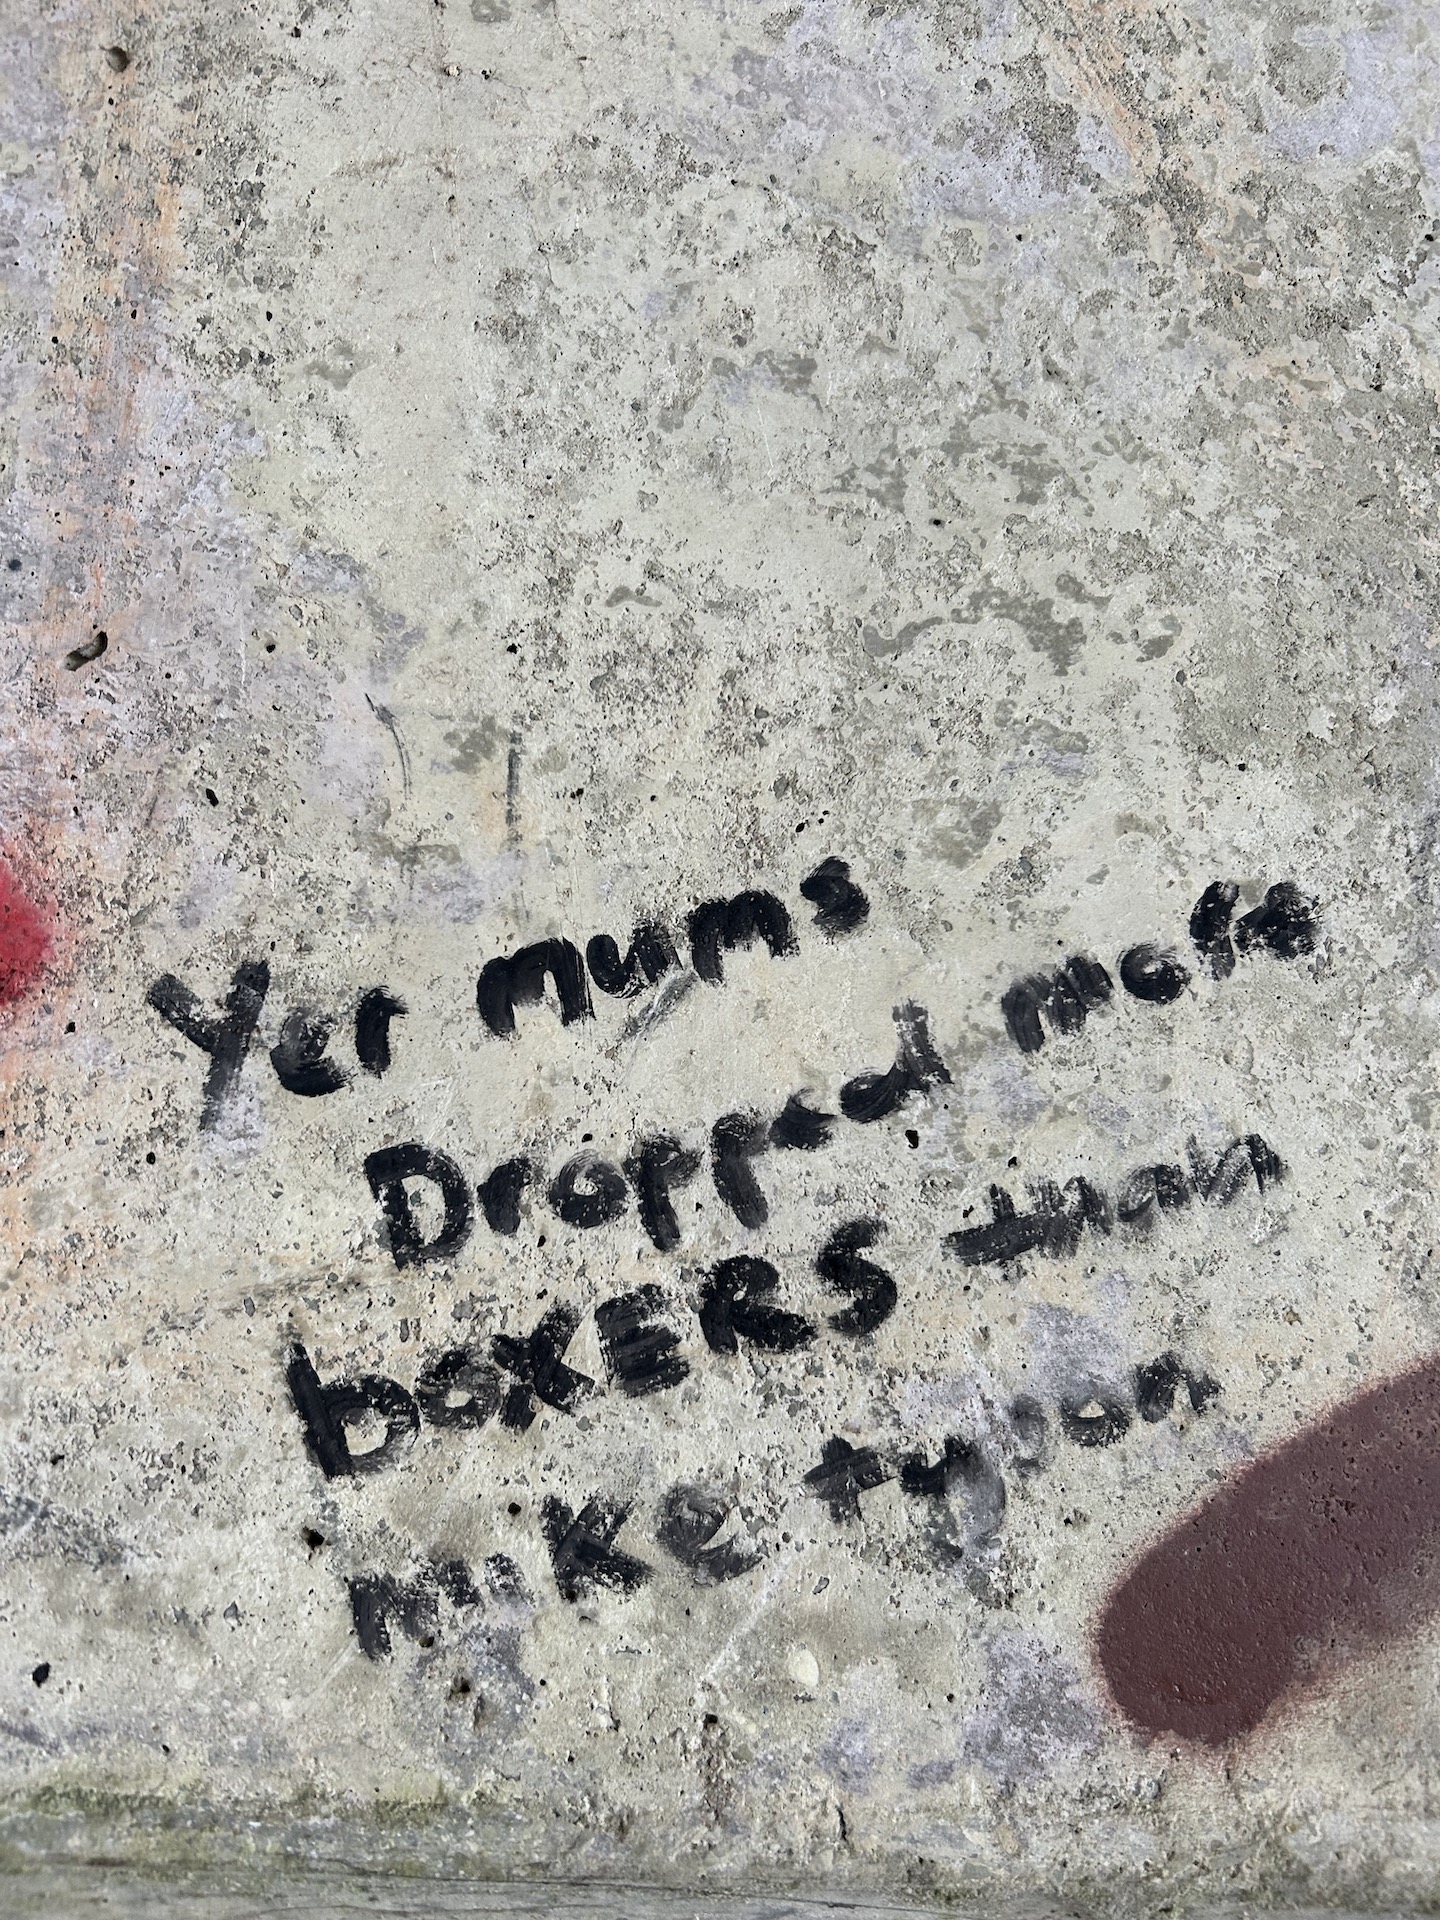 Yer mums
Dropped more
boxERS than
mike tyson